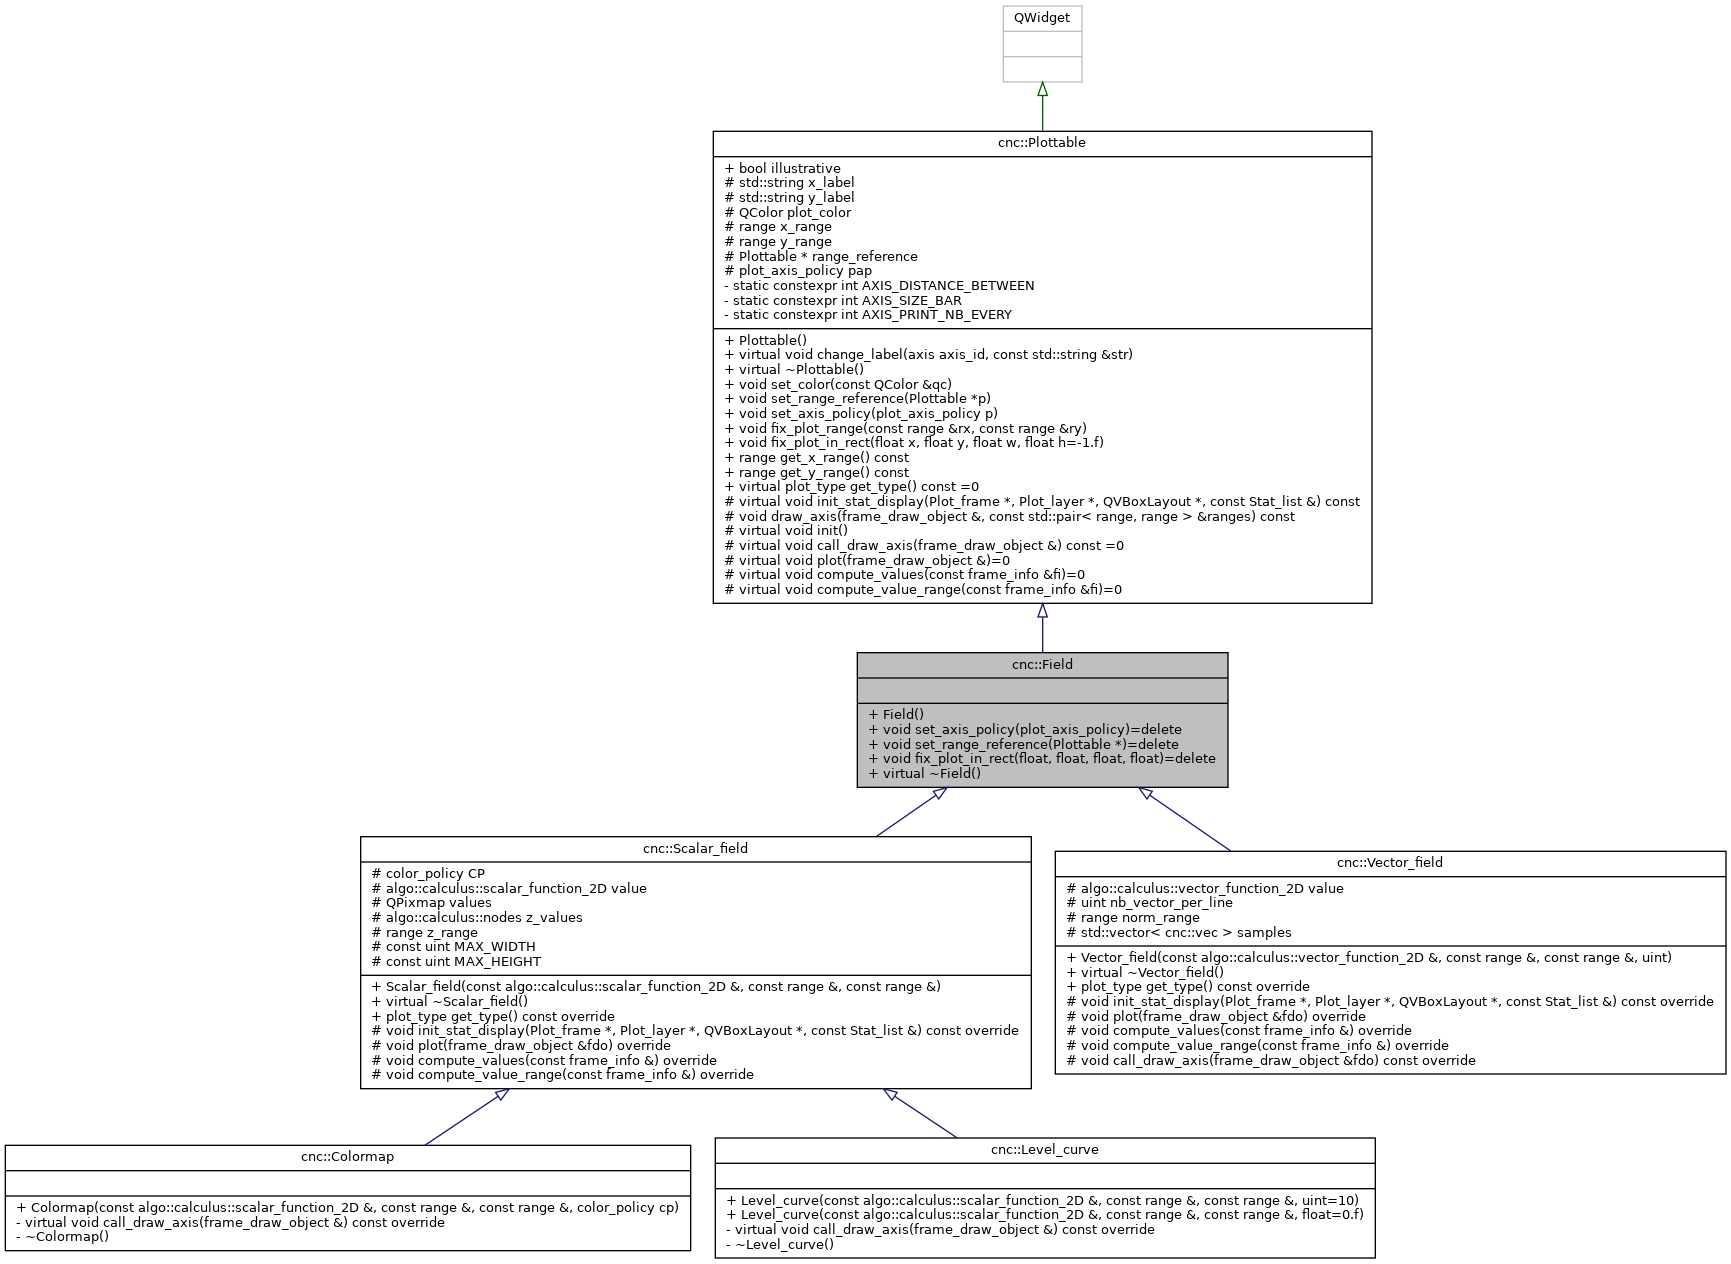 QWidget
cnc::Plottable
+ bool illustrative
# std::string x_label
# std::string y_label
# QColor plot_color
# range x_range
# range y_range
# Plottable * range_reference
# plot_axis_policy pap
- static constexpr int AXIS_DISTANCE_BETWEEN
- static constexpr int AXIS_SIZE_BAR
- static constexpr int AXIS_PRINT_NB_EVERY
+ Plottable()
+ virtual void change_label(axis axis_id, const std::string &str)
+ virtual ~Plottable()
+ void set_color(const QColor &qc)
+ void set_range_reference(Plottable *p)
+ void set_axis_policy(plot_axis_policy p)
+ void fix_plot_range(const range &rx, const range &ry)
+ void fix_plot_in_rect(float x, float y, float w, float h=-1.f)
+ range get_x_range() const
+ range get_y_range() const
+ virtual plot_type get_type() const =0
# virtual void init_stat_display(Plot_frame *, Plot_layer *, QVBoxLayout *, const Stat_list &) const
# void draw_axis(frame_draw_object &, const std::pair< range, range > &ranges) const
# virtual void init()
# virtual void call_draw_axis(frame_draw_object &) const =0
# virtual void plot(frame_draw_object &)=0
# virtual void compute_values(const frame_info &fi)=0
# virtual void compute_value_range(const frame_info &fi)=0
cnc::Field
+ Field()
+ void set_axis_policy(plot_axis_policy)=delete
+ void set_range_reference(Plottable *)=delete
+ void fix_plot_in_rect(float, float, float, float)=delete
+ virtual ~Field()
cnc::Scalar_field
# color_policy CP
# algo::calculus::scalar_function_2D value
# QPixmap values
# algo::calculus::nodes z_values
# range z_range
# const uint MAX_WIDTH
# const uint MAX_HEIGHT
+ Scalar_field(const algo::calculus::scalar_function_2D &, const range &, const range &)
+ virtual ~Scalar_field()
+ plot_type get_type() const override
# void init_stat_display(Plot_frame *, Plot_layer *, QVBoxLayout *, const Stat_list &) const override
# void plot(frame_draw_object &fdo) override
# void compute_values(const frame_info &) override
# void compute_value_range(const frame_info &) override
cnc::Vector_field
# algo::calculus::vector_function_2D value
# uint nb_vector_per_line
# range norm_range
# std::vector< cnc::vec > samples
+ Vector_field(const algo::calculus::vector_function_2D &, const range &, const range &, uint)
+ virtual ~Vector_field()
+ plot_type get_type() const override
# void init_stat_display(Plot_frame *, Plot_layer *, QVBoxLayout *, const Stat_list &) const override
# void plot(frame_draw_object &fdo) override
# void compute_values(const frame_info &) override
# void compute_value_range(const frame_info &) override
# void call_draw_axis(frame_draw_object &fdo) const override
cnc::Colormap
+ Colormap(const algo::calculus::scalar_function_2D &, const range &, const range &, color_policy cp)
- virtual void call_draw_axis(frame_draw_object &) const override
- ~Colormap()
cnc::Level_curve
+ Level_curve(const algo::calculus::scalar_function_2D &, const range &, const range &, uint=10)
+ Level_curve(const algo::calculus::scalar_function_2D &, const range &, const range &, float=0.f)
- virtual void call_draw_axis(frame_draw_object &) const override
- ~Level_curve()